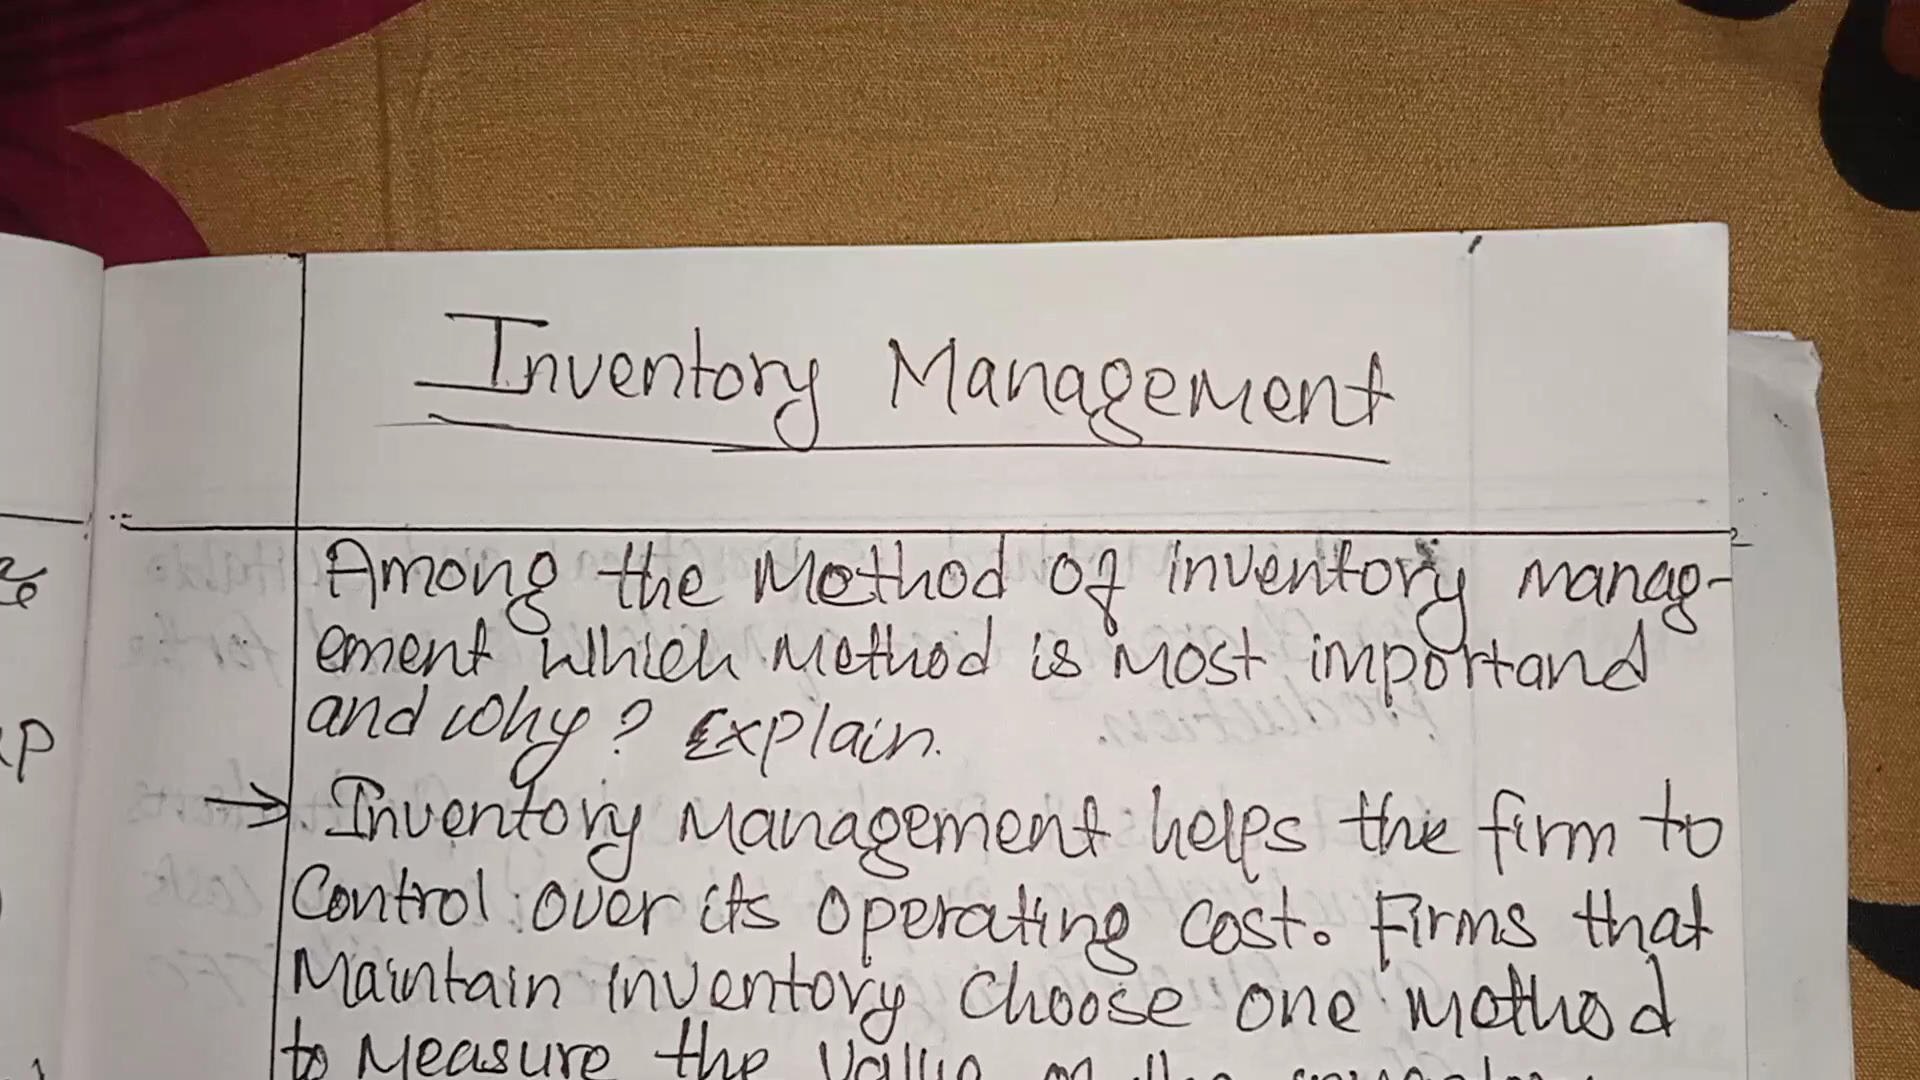 Inventory Management
Among the Method of inventory manag-
ement which Method is Most importand
and why? Explain.
→ Inventory Management helps the firm to
Control over its operating cost. Firms that
Maintain inventory choose one method
to Measure the